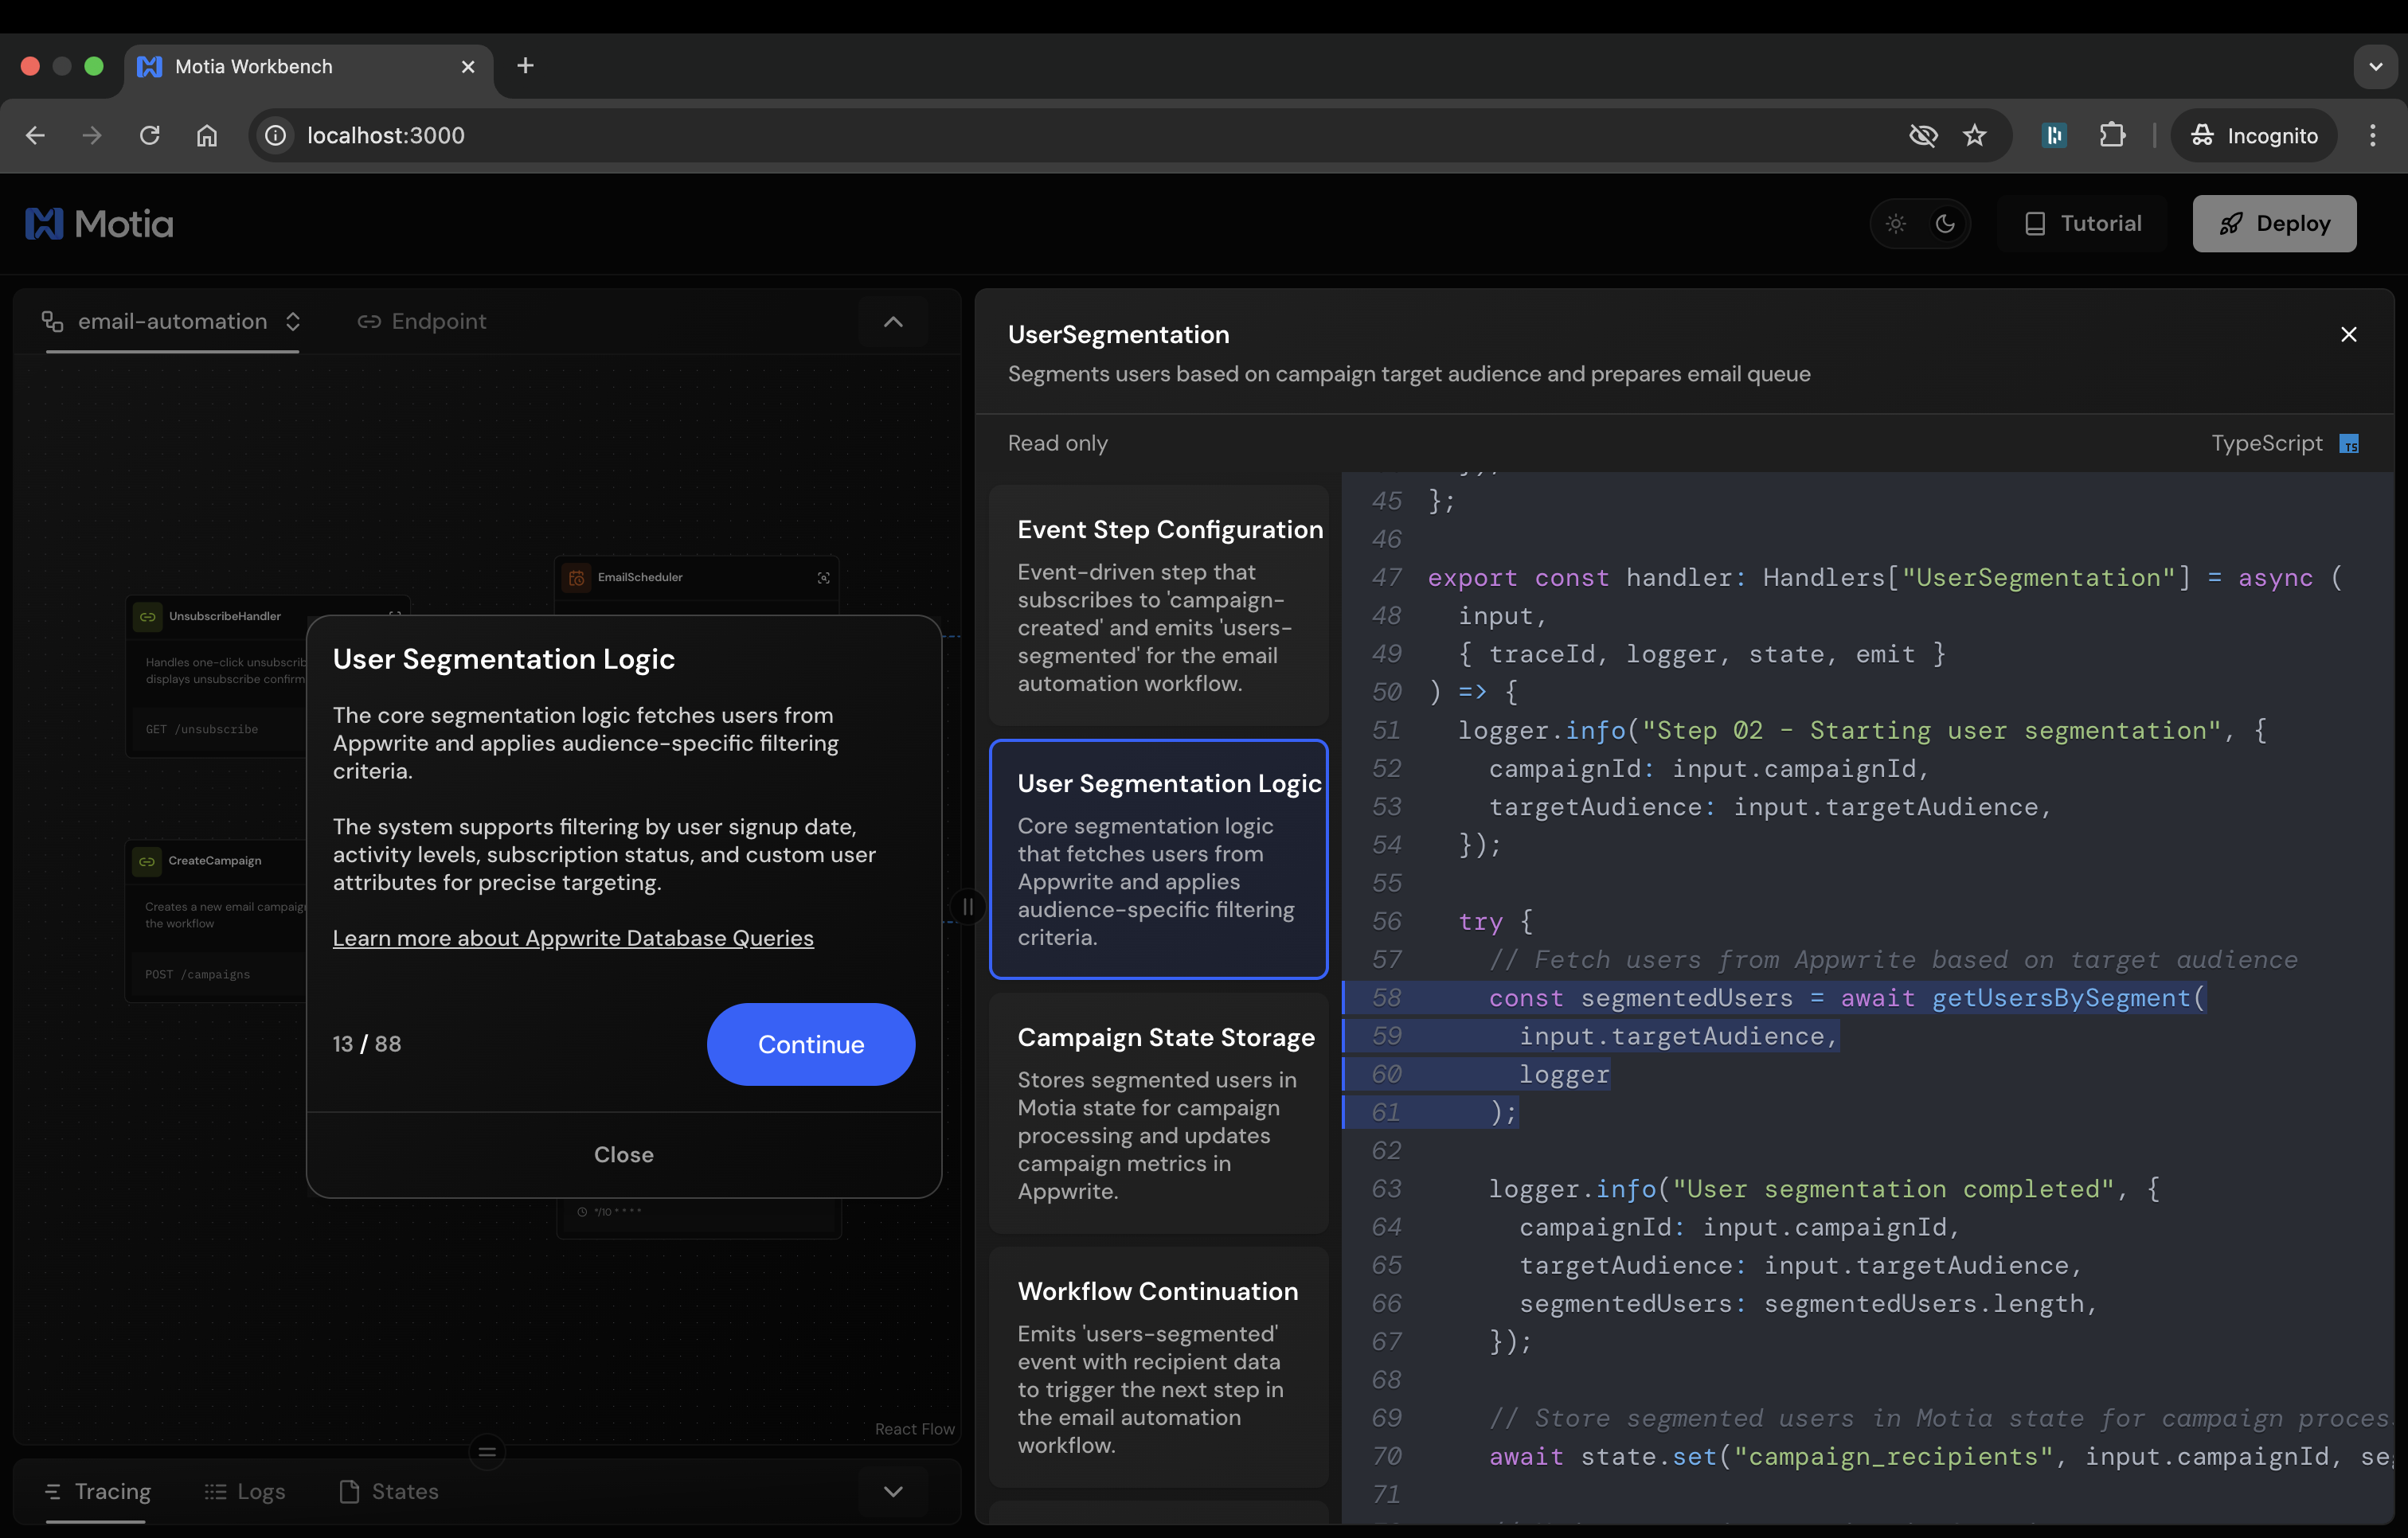 Motia Workbench
localhost:3000
Incognito
Motia
Tutorial
Deploy
email-automation
Endpoint
EmailScheduler
UnsubscribeHandler
Handles one-click
displays unsubscribe
GET /unsubscribe
CreateCampaign
Creates a new email
the workflow
POST /campaigns
User Segmentation Logic
The core segmentation logic fetches users from
Appwrite and applies audience-specific filtering
criteria.
The system supports filtering by user signup date,
activity levels, subscription status, and custom user
attributes for precise targeting.
Learn more about Appwrite Database Queries
13 / 88
Continue
Close
*/10 * * * *
React Flow
Tracing
Logs
States
UserSegmentation
Segments users based on campaign target audience and prepares email queue
Read only
TypeScript
TS
Event Step Configuration
Event-driven step that
subscribes to 'campaign-
created' and emits 'users-
segmented' for the email
automation workflow.
User Segmentation Logic
Core segmentation logic
that fetches users from
Appwrite and applies
audience-specific filtering
criteria.
Campaign State Storage
Stores segmented users in
Motia state for campaign
processing and updates
campaign metrics in
Appwrite.
Workflow Continuation
Emits 'users-segmented'
event with recipient data
to trigger the next step in
the email automation
workflow.
45 };
46
47 export const handler: Handlers["UserSegmentation"] = async (
48 input,
49 { traceId, logger, state, emit }
50 ) => {
51 logger.info("Step 02 - Starting user segmentation", {
52 campaignId: input.campaignId,
53 targetAudience: input.targetAudience,
54 });
55
56 try {
57 // Fetch users from Appwrite based on target audience
58 const segmentedUsers = await getUsersBySegment(
59 input.targetAudience,
60 logger
61 );
62
63 logger.info("User segmentation completed", {
64 campaignId: input.campaignId,
65 targetAudience: input.targetAudience,
66 segmentedUsers: segmentedUsers.length,
67 });
68
69 // Store segmented users in Motia state for campaign
70 await state.set("campaign_recipients", input.campaignId,
71